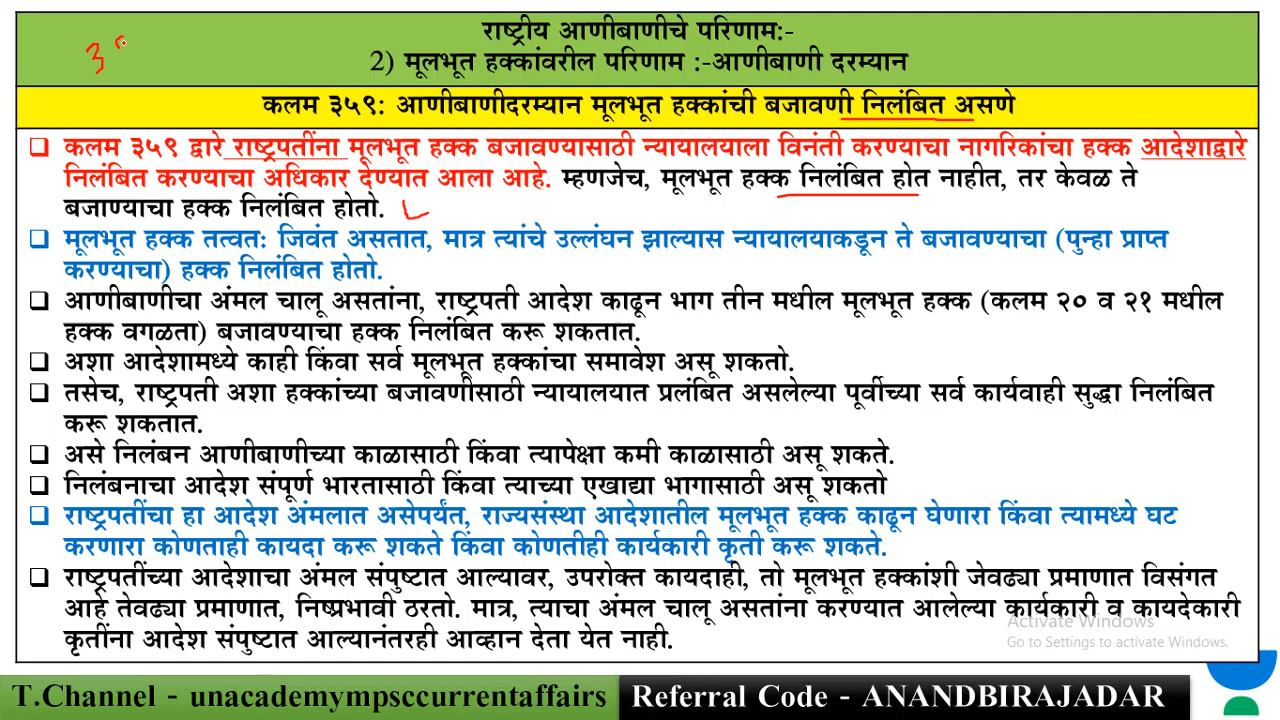 राष्ट्रीय आणीबाणीचे परिणाम:-
2) मूलभूत हक्कांवरील परिणाम :-आणीबाणी दरम्यान
कलम ३५९: आणीबाणीदरम्यान मूलभूत हक्कांची बजावणी निलंबित असणे
❑ कलम ३५९ द्वारे राष्ट्रपतींना मूलभूत हक्क बजावण्यासाठी न्यायालयाला विनंती करण्याचा नागरिकांचा हक्क आदेशाद्वारे
निलंबित करण्याचा अधिकार देण्यात आला आहे. म्हणजेच, मूलभूत हक्क निलंबित होत नाहीत, तर केवळ ते
बजाण्याचा हक्क निलंबित होतो.
❑ मूलभूत हक्क तत्वतः जिवंत असतात, मात्र त्यांचे उल्लंघन झाल्यास न्यायालयाकडून ते बजावण्याचा (पुन्हा प्राप्त
करण्याचा) हक्क निलंबित होतो.
❑ आणीबाणीचा अंमल चालू असतांना, राष्ट्रपती आदेश काढून भाग तीन मधील मूलभूत हक्क (कलम २० व २१ मधील
हक्क वगळता) बजावण्याचा हक्क निलंबित करू शकतात.
❑ अशा आदेशामध्ये काही किंवा सर्व मूलभूत हक्कांचा समावेश असू शकतो.
❑ तसेच, राष्ट्रपती अशा हक्कांच्या बजावणीसाठी न्यायालयात प्रलंबित असलेल्या पूर्वीच्या सर्व कार्यवाही सुद्धा निलंबित
करू शकतात.
❑ असे निलंबन आणीबाणीच्या काळासाठी किंवा त्यापेक्षा कमी काळासाठी असू शकते.
❑ निलंबनाचा आदेश संपूर्ण भारतासाठी किंवा त्याच्या एखाद्या भागासाठी असू शकतो
❑ राष्ट्रपतींचा हा आदेश अंमलात असेपर्यंत, राज्यसंस्था आदेशातील मूलभूत हक्क काढून घेणारा किंवा त्यामध्ये घट
करणारा कोणताही कायदा करू शकते किंवा कोणतीही कार्यकारी कृती करू शकते.
❑ राष्ट्रपतींच्या आदेशाचा अंमल संपुष्टात आल्यावर, उपरोक्त कायदाही, तो मूलभूत हक्कांशी जेवढ्या प्रमाणात विसंगत
आहे तेवढ्या प्रमाणात, निष्प्रभावी ठरतो. मात्र, त्याचा अंमल चालू असतांना करण्यात आलेल्या कार्यकारी व कायदेकारी
कृतींना आदेश संपुष्टात आल्यानंतरही आव्हान देता येत नाही.
Activate Windows
Go to Settings to activate Windows.
T.Channel - unacademympsccurrentaffairs Referral Code - ANANDBIRAJADAR